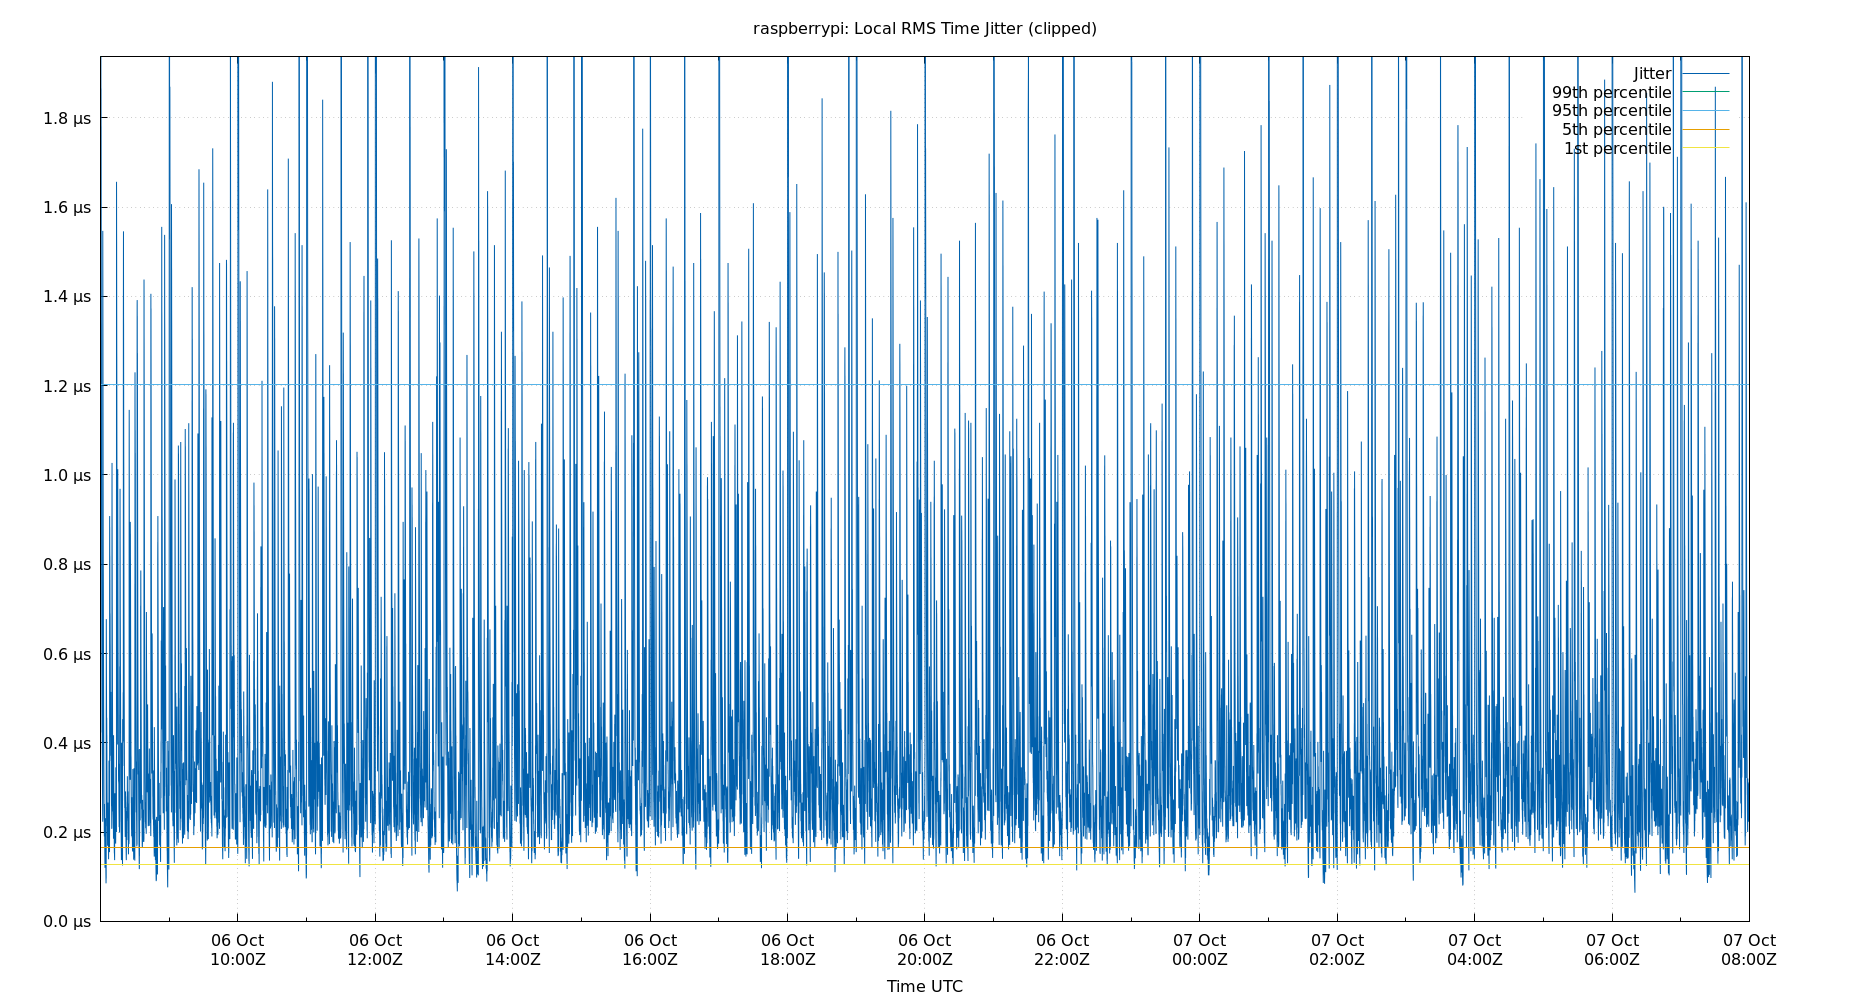 raspberrypi: Local RMS Time Jitter (clipped)
Jitter
99th percentile
95th percentile
5th percentile
1st percentile
1.8 μs
1.6 μs
1.4 μs
1.2 μs
1.0 μs
0.8 μs
0.6 μs
0.4 μs
0.2 μs
0.0 μs
06 Oct 06 Oct 06 Oct 06 Oct 06 Oct 06 Oct 06 Oct 07 Oct 07 Oct 07 Oct 07 Oct 07 Oct
10:00Z 12:00Z 14:00Z 16:00Z 18:00Z 20:00Z 22:00Z 00:00Z 02:00Z 04:00Z 06:00Z 08:00Z
Time UTC